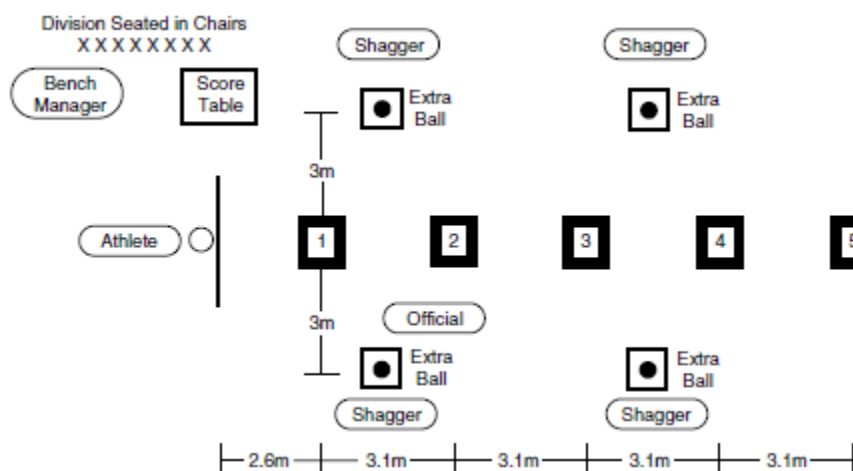 Division Seated in Chairs
X X X X X X X X
Bench
Manager
Score
Table
Shagger
Shagger
Extra
Ball
Extra
Ball
3m
Athlete
1
2
3
4
5
3m
Official
Extra
Ball
Extra
Ball
Shagger
Shagger
2.6m
3.1m
3.1m
3.1m
3.1m